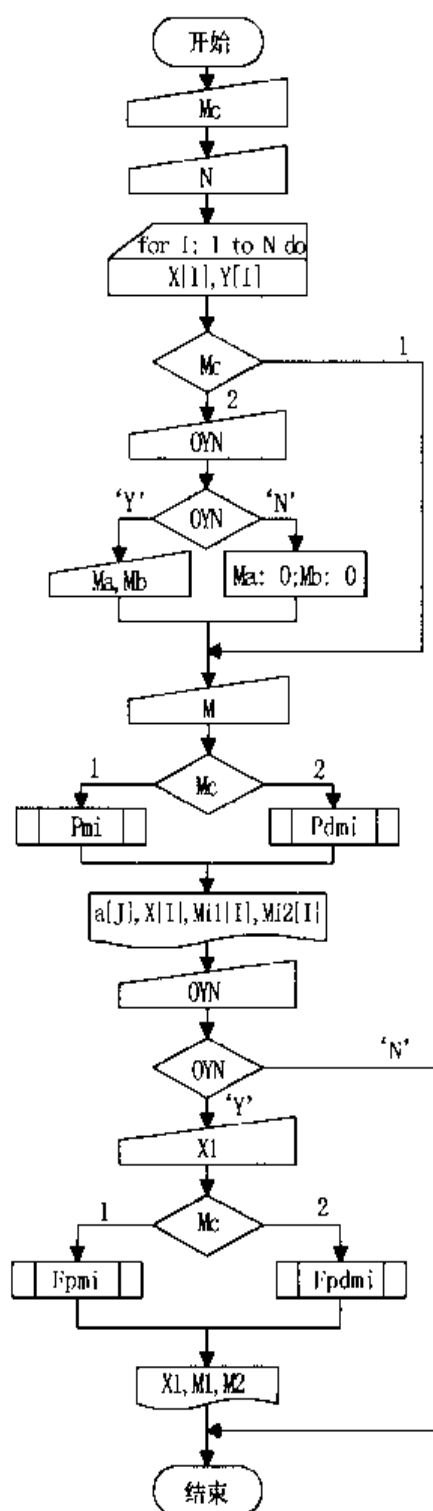 开始
Mc
N
for I: 1 to N do
X[1],Y[I]
Mc
1
2
OYN
OYN
‘Y’
‘N’
Ma,Mb
Ma: 0;Mb: 0
M
Mc
1
2
Pmi
Pdmi
a[J],X[I],Mi1[I],Mi2[I]
OYN
OYN
‘N’
‘Y’
X1
Mc
1
2
Fpmi
Fpdmi
X1,M1,M2
结束